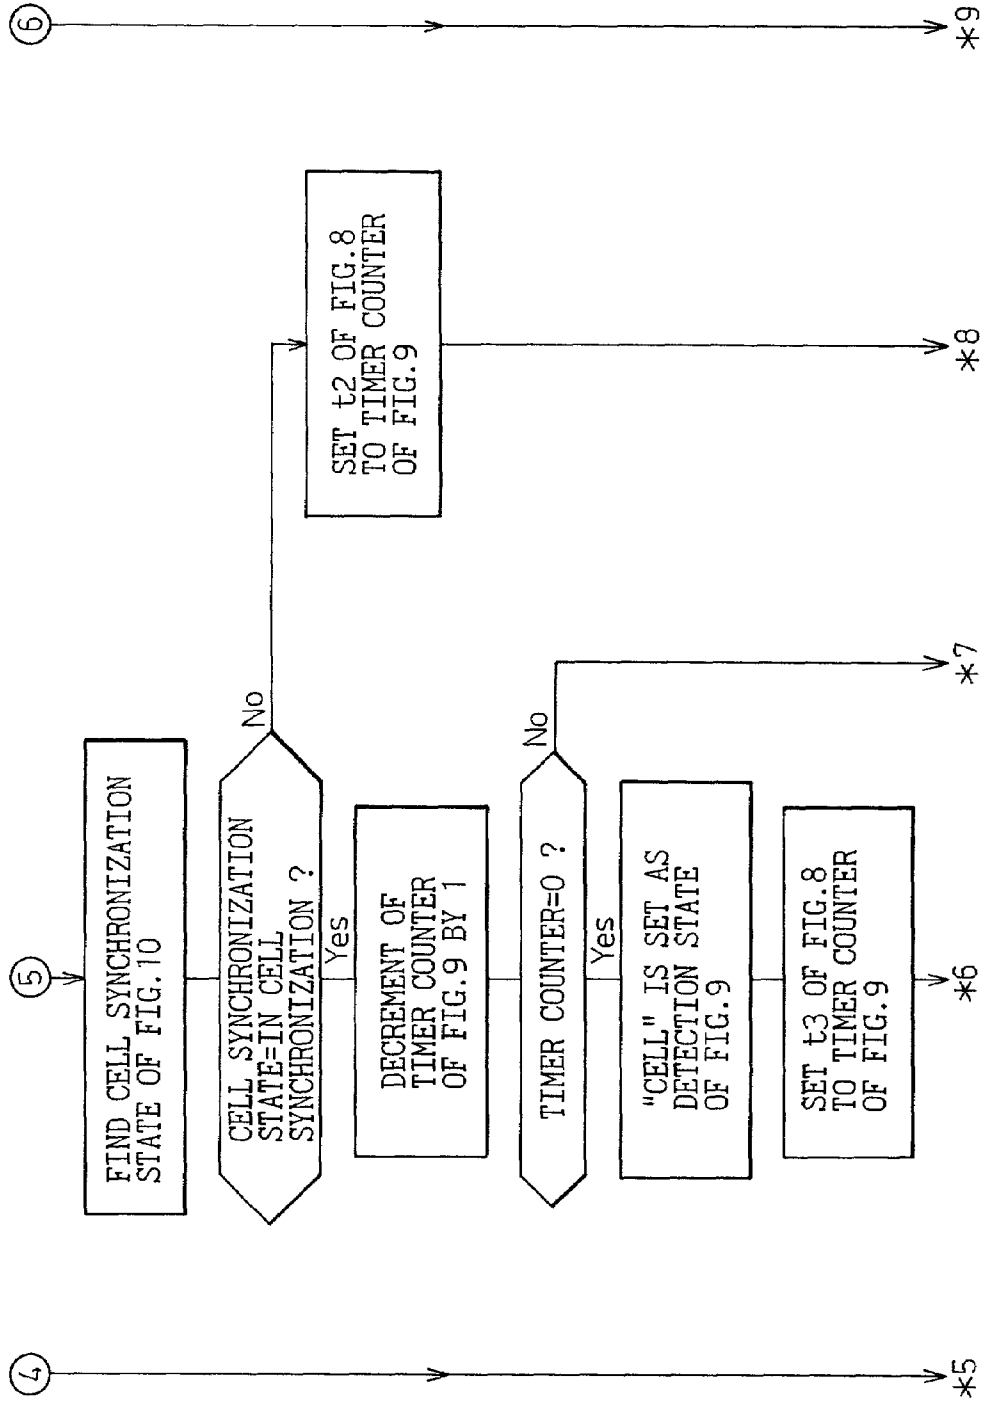 4
5
6
FIND CELL SYNCHRONIZATION
STATE OF FIG.10
CELL SYNCHRONIZATION
STATE=IN CELL
SYNCHRONIZATION ?
No
Yes
SET t2 OF FIG.8
TO TIMER COUNTER
OF FIG.9
DECREMENT OF
TIMER COUNTER
OF FIG.9 BY 1
TIMER COUNTER=0 ?
No
Yes
"CELL" IS SET AS
DETECTION STATE
OF FIG.9
SET t3 OF FIG.8
TO TIMER COUNTER
OF FIG.9
*5
*6
*7
*8
*9